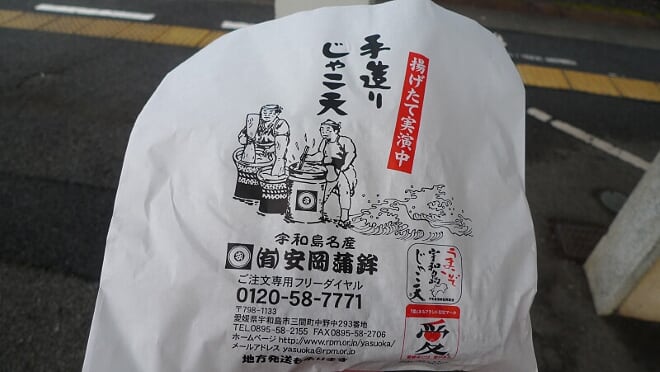 手造り
じゃこ天
揚げたて実演中
宇和島名産
(有)安岡蒲鉾
ご注文専用フリーダイヤル
0120-58-7771
〒798-1133
愛媛県宇和島市三間町中野中293番地
TEL0895-58-2155 FAX0895-58-2706
ホームページ http://www.rpm.or.jp/yasuoka/
メールアドレス yasuoka@rpm.or.jp
地方発送も
うまいぞ
宇和島
じゃこ天
愛